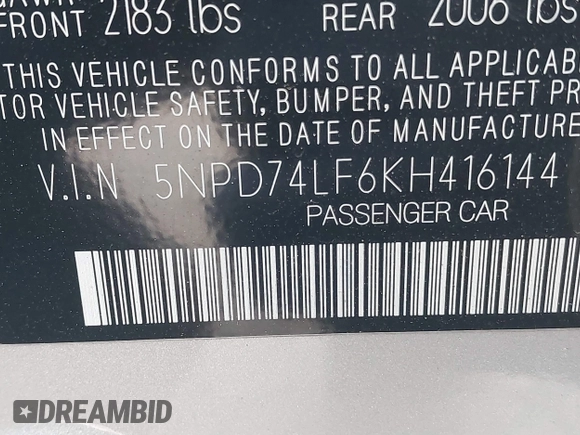 FRONT 2183 lbs REAR 2006 lbs
THIS VEHICLE CONFORMS TO ALL APPLICAB
TOR VEHICLE SAFETY, BUMPER, AND THEFT PR
IN EFFECT ON THE DATE OF MANUFACTURE
V.I.N 5NPD74LF6KH416144
PASSENGER CAR
DREAMBID